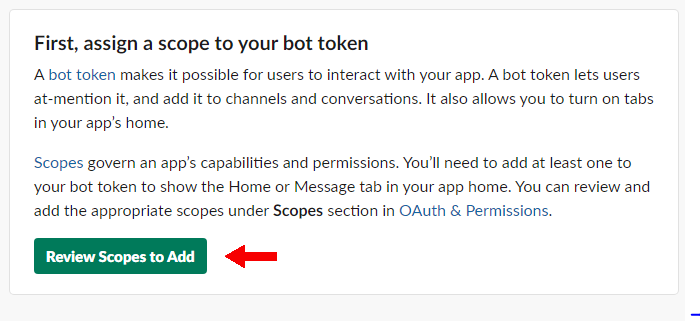 First, assign a scope to your bot token
A bot token makes it possible for users to interact with your app. A bot token lets users
at-mention it, and add it to channels and conversations. It also allows you to turn on tabs
in your app’s home.
Scopes govern an app’s capabilities and permissions. You’ll need to add at least one to
your bot token to show the Home or Message tab in your app home. You can review and
add the appropriate scopes under Scopes section in OAuth & Permissions.
Review Scopes to Add